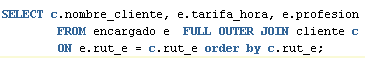 SELECT c.nombre_cliente, e.tarifa_hora, e.profesion
FROM encargado e FULL OUTER JOIN cliente c
ON e.rut_e = c.rut_e order by c.rut_e;